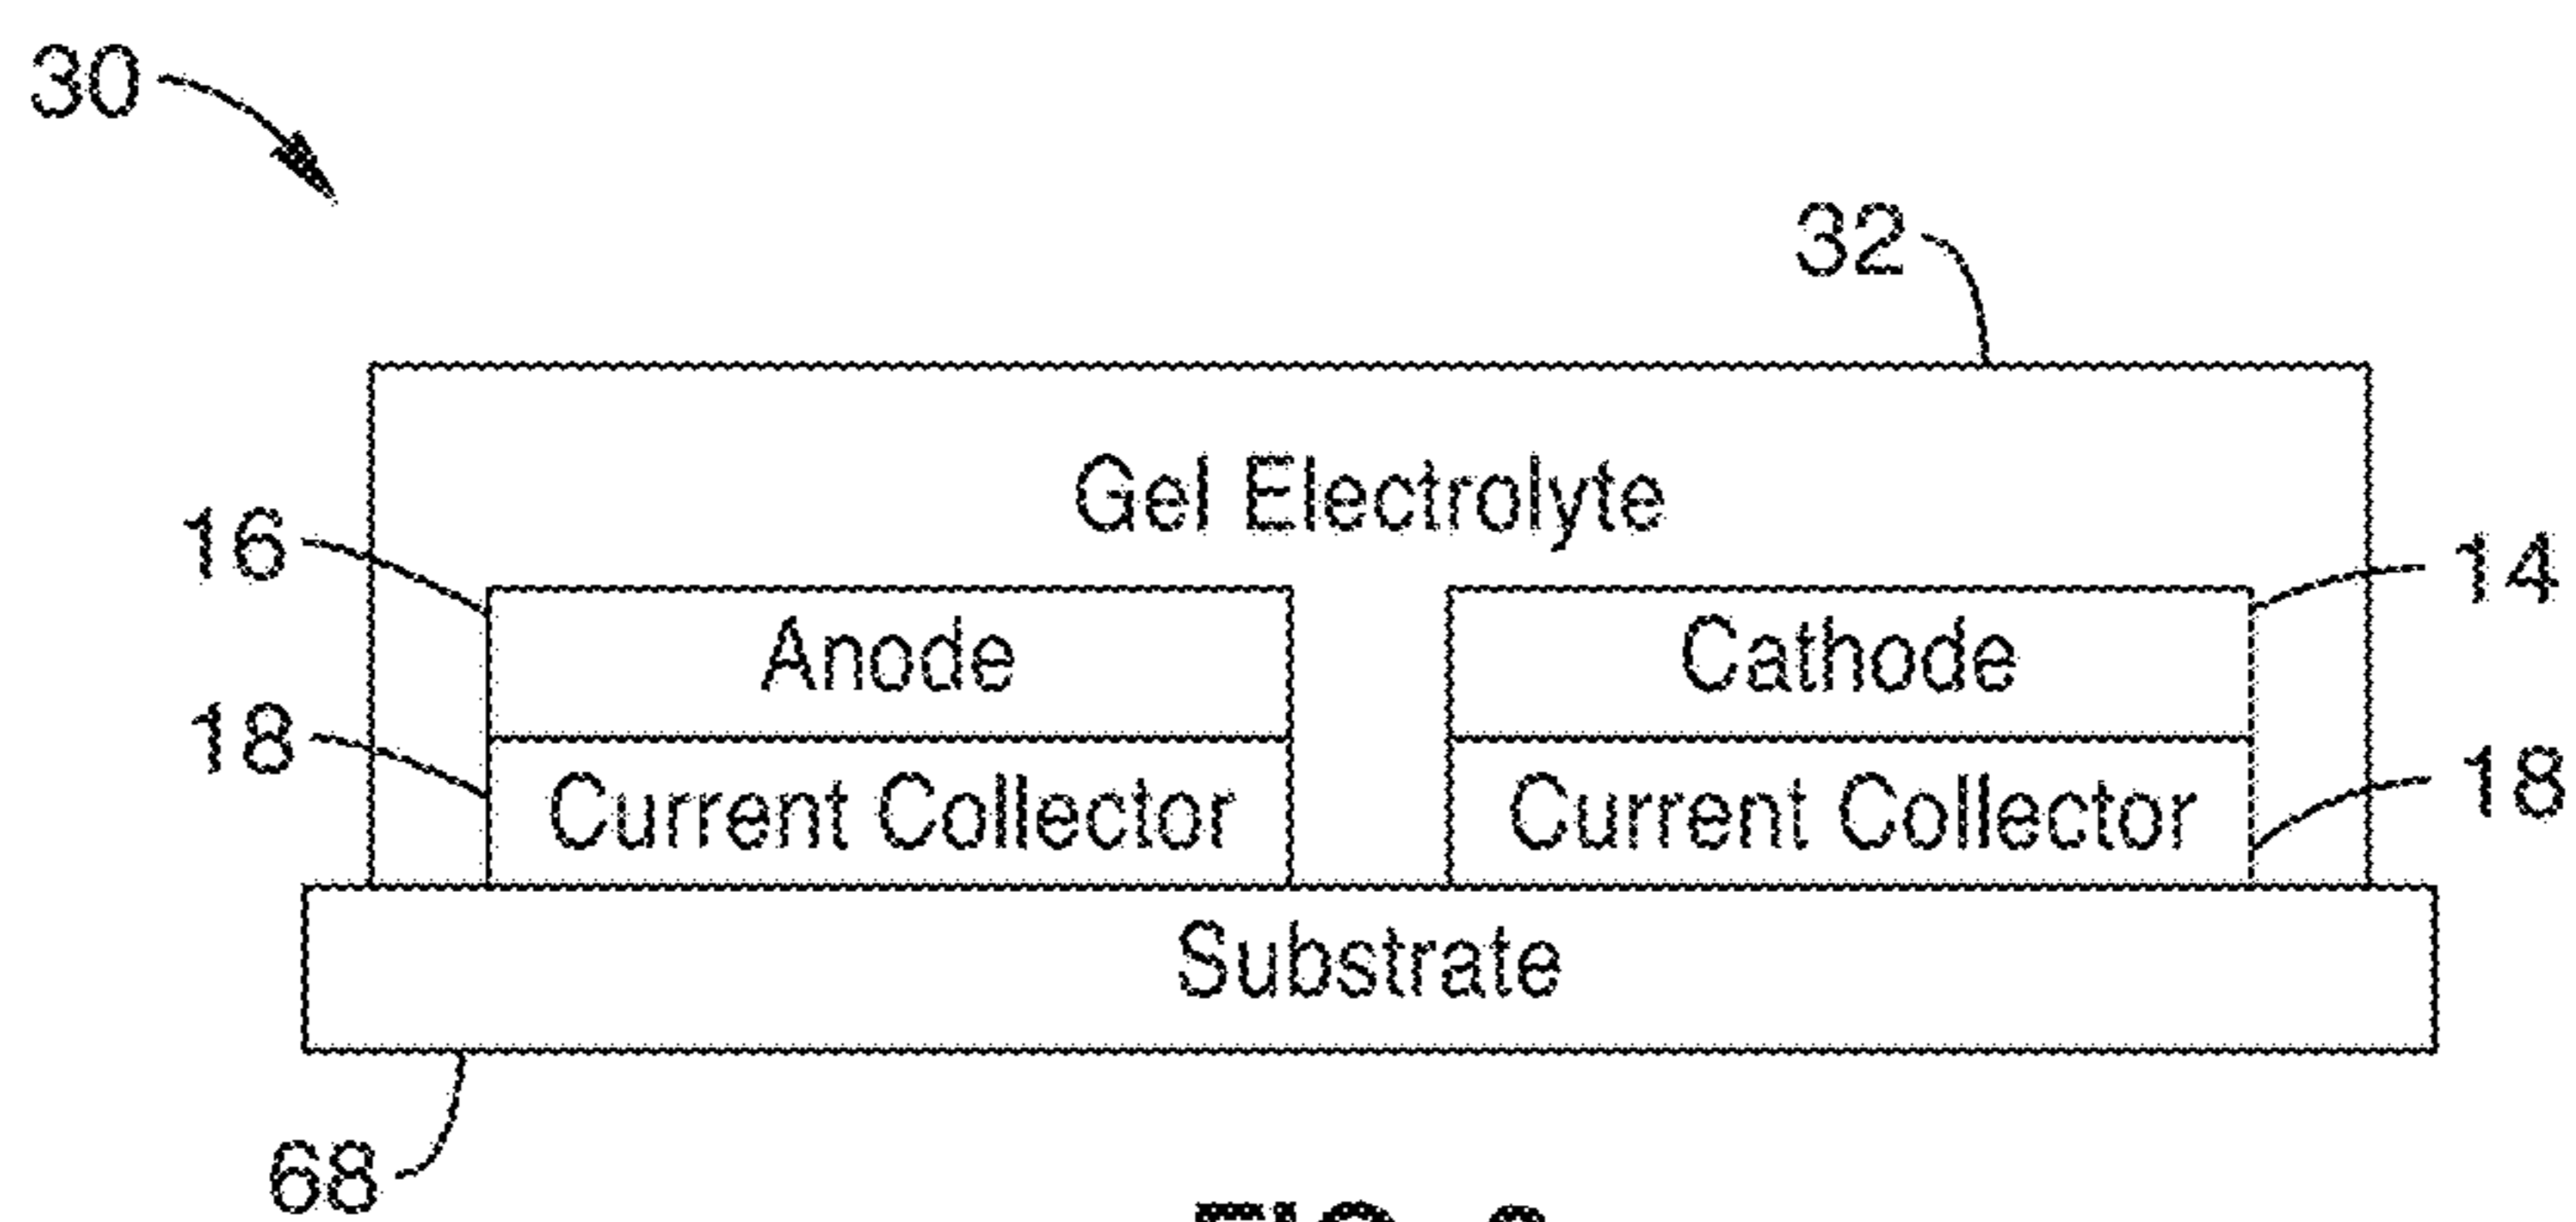 30
32
Gel Electrolyte
16
14
Anode
Cathode
18
18
Current Collector
Current Collector
Substrate
68